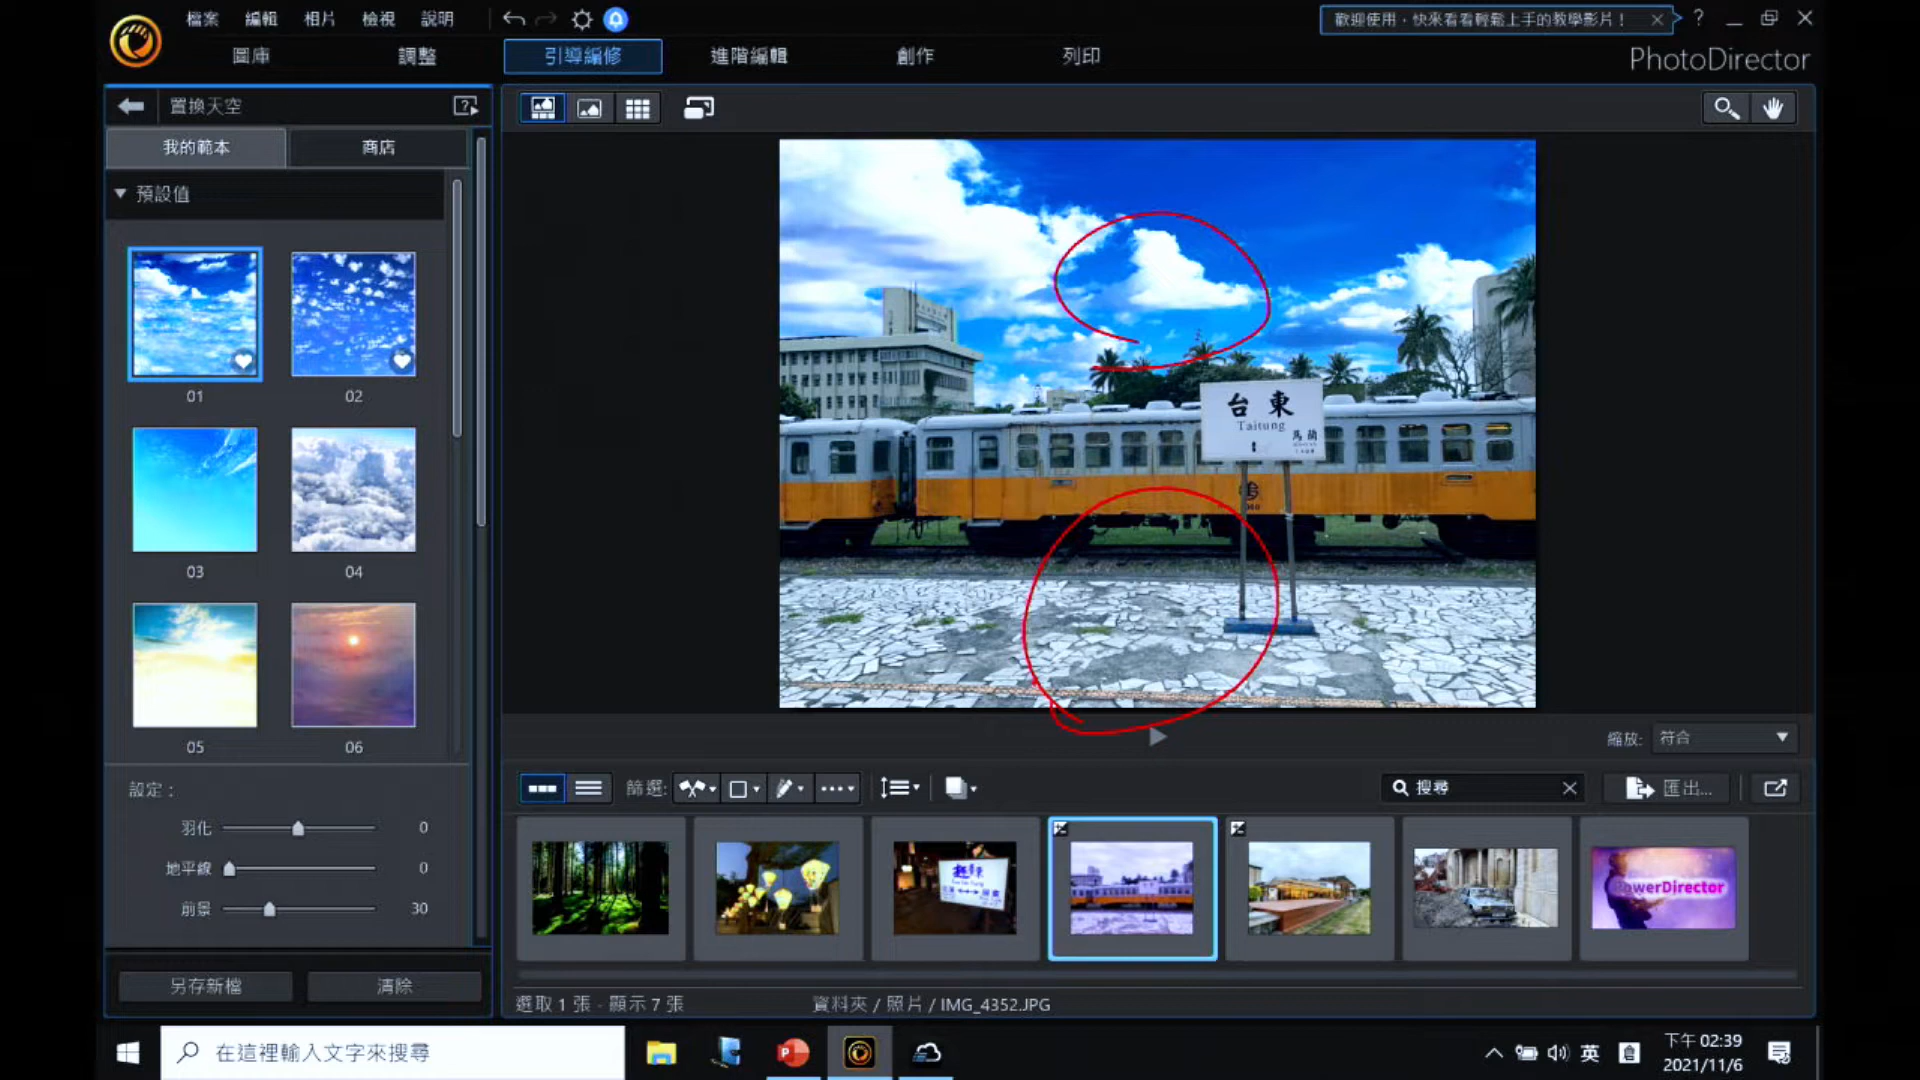 檔案 編輯 相片 檢視 說明
歡迎使用，快來看看輕鬆上手的教學影片！
圖庫 調整 引導編修 進階編輯 創作 列印
PhotoDirector
置換天空
我的範本 商店
預設值
01 02
03 04
05 06
台東
Taitung
馬蘭
縮放: 符合
設定：
羽化 0
地平線 0
前景 30
另存新檔 清除
篩選: 搜尋 匯出...
PowerDirector
選取 1 張 - 顯示 7 張 資料夾 / 照片 / IMG_4352.JPG
在這裡輸入文字來搜尋
英
下午 02:39
2021/11/6